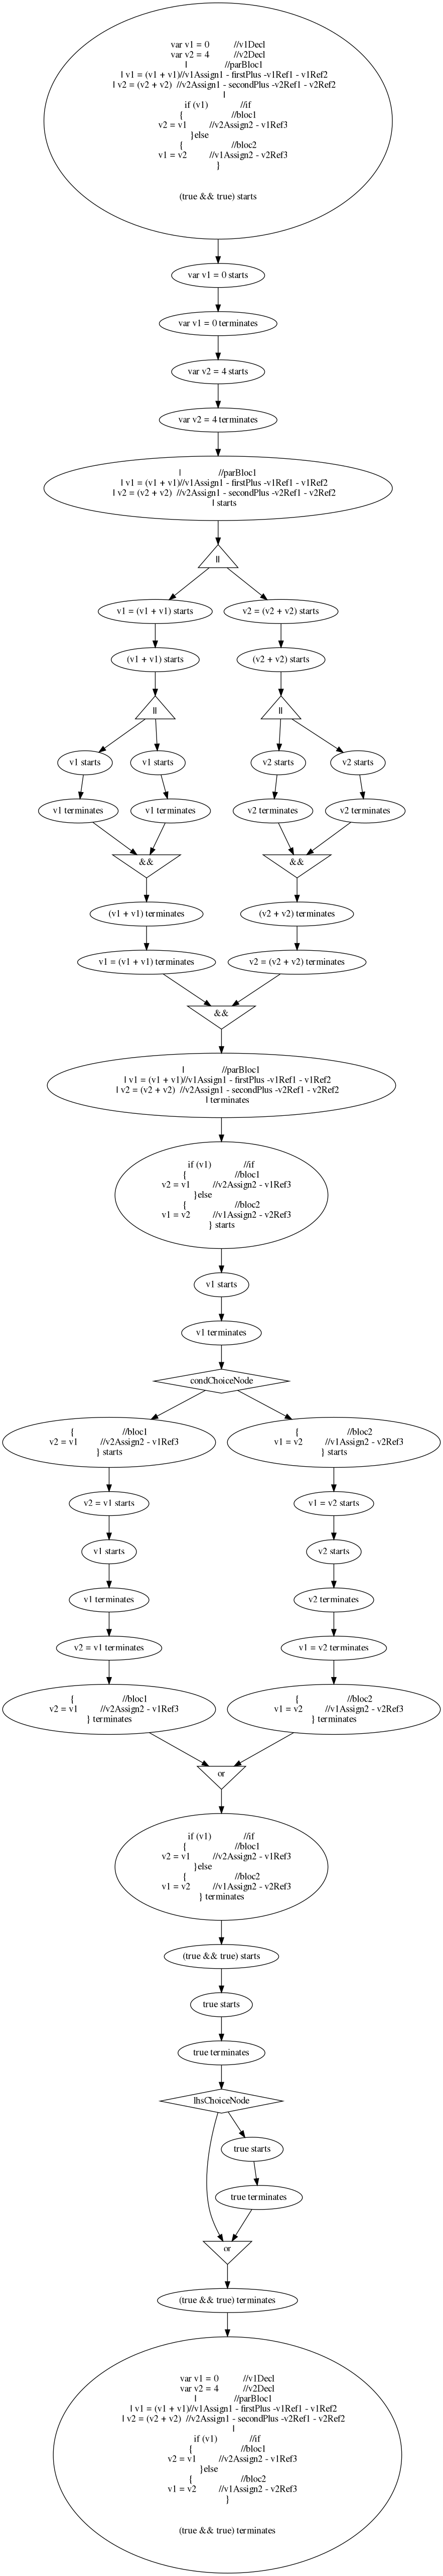 var v1 = 0 //v1Decl
var v2 = 4 //v2Decl
| //parBloc1
| v1 = (v1 + v1)//v1Assign1 - firstPlus -v1Ref1 - v1Ref2
| v2 = (v2 + v2) //v2Assign1 - secondPlus -v2Ref1 - v2Ref2
|
if (v1) //if
{ //bloc1
v2 = v1 //v2Assign2 - v1Ref3
}else
{ //bloc2
v1 = v2 //v1Assign2 - v2Ref3
}
(true && true) starts
var v1 = 0 starts
var v1 = 0 terminates
var v2 = 4 starts
var v2 = 4 terminates
| //parBloc1
| v1 = (v1 + v1)//v1Assign1 - firstPlus -v1Ref1 - v1Ref2
| v2 = (v2 + v2) //v2Assign1 - secondPlus -v2Ref1 - v2Ref2
| starts
||
v1 = (v1 + v1) starts
v2 = (v2 + v2) starts
(v1 + v1) starts
(v2 + v2) starts
||
||
v1 starts
v1 starts
v2 starts
v2 starts
v1 terminates
v1 terminates
v2 terminates
v2 terminates
&&
&&
(v1 + v1) terminates
(v2 + v2) terminates
v1 = (v1 + v1) terminates
v2 = (v2 + v2) terminates
&&
| //parBloc1
| v1 = (v1 + v1)//v1Assign1 - firstPlus -v1Ref1 - v1Ref2
| v2 = (v2 + v2) //v2Assign1 - secondPlus -v2Ref1 - v2Ref2
| terminates
if (v1) //if
{ //bloc1
v2 = v1 //v2Assign2 - v1Ref3
}else
{ //bloc2
v1 = v2 //v1Assign2 - v2Ref3
} starts
v1 starts
v1 terminates
condChoiceNode
{ //bloc1
v2 = v1 //v2Assign2 - v1Ref3
} starts
{ //bloc2
v1 = v2 //v1Assign2 - v2Ref3
} starts
v2 = v1 starts
v1 = v2 starts
v1 starts
v2 starts
v1 terminates
v2 terminates
v2 = v1 terminates
v1 = v2 terminates
{ //bloc1
v2 = v1 //v2Assign2 - v1Ref3
} terminates
{ //bloc2
v1 = v2 //v1Assign2 - v2Ref3
} terminates
or
if (v1) //if
{ //bloc1
v2 = v1 //v2Assign2 - v1Ref3
}else
{ //bloc2
v1 = v2 //v1Assign2 - v2Ref3
} terminates
(true && true) starts
true starts
true terminates
lhsChoiceNode
true starts
true terminates
or
(true && true) terminates
var v1 = 0 //v1Decl
var v2 = 4 //v2Decl
| //parBloc1
| v1 = (v1 + v1)//v1Assign1 - firstPlus -v1Ref1 - v1Ref2
| v2 = (v2 + v2) //v2Assign1 - secondPlus -v2Ref1 - v2Ref2
|
if (v1) //if
{ //bloc1
v2 = v1 //v2Assign2 - v1Ref3
}else
{ //bloc2
v1 = v2 //v1Assign2 - v2Ref3
}
(true && true) terminates